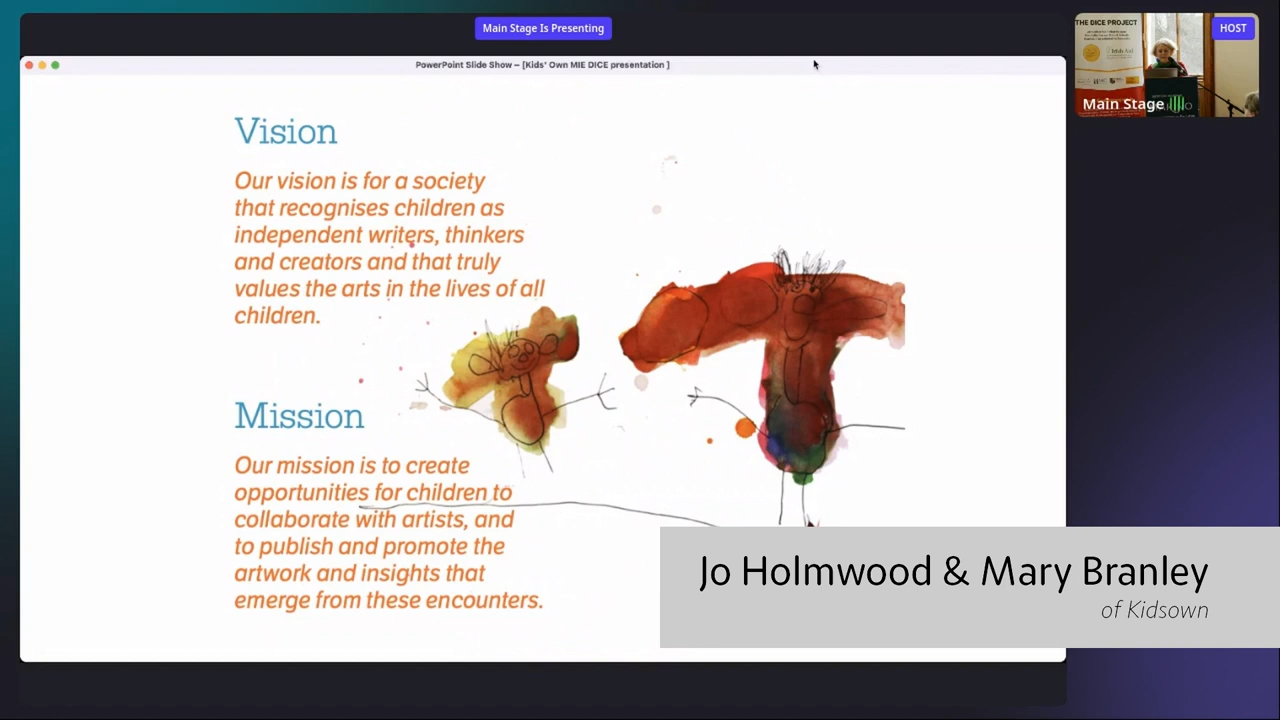 Main Stage Is Presenting
PowerPoint Slide Show – [Kids' Own MIE DICE presentation ]
HOST
THE DICE PROJECT
Main Stage
Vision
Our vision is for a society
that recognises children as
independent writers, thinkers
and creators and that truly
values the arts in the lives of all
children.
Mission
Our mission is to create
opportunities for children to
collaborate with artists, and
to publish and promote the
artwork and insights that
emerge from these encounters.
Jo Holmwood & Mary Branley
of Kidsown